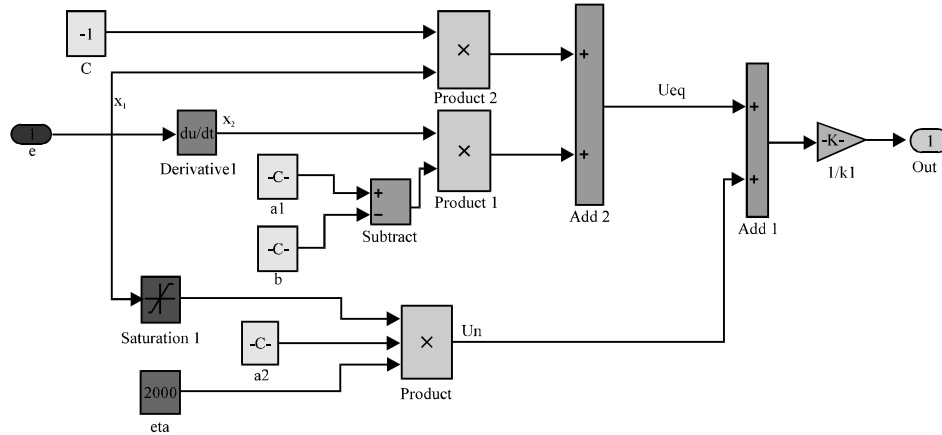 -1
C
×
Product 2
+
x₁
1
e
du/dt
Derivative1
x₂
×
Product 1
-C-
a1
-C-
b
+
−
Subtract
+
Add 2
Ueq
+
+
Add 1
-K-
1/k1
1
Out
Saturation 1
-C-
a2
2000
eta
×
Product
Un